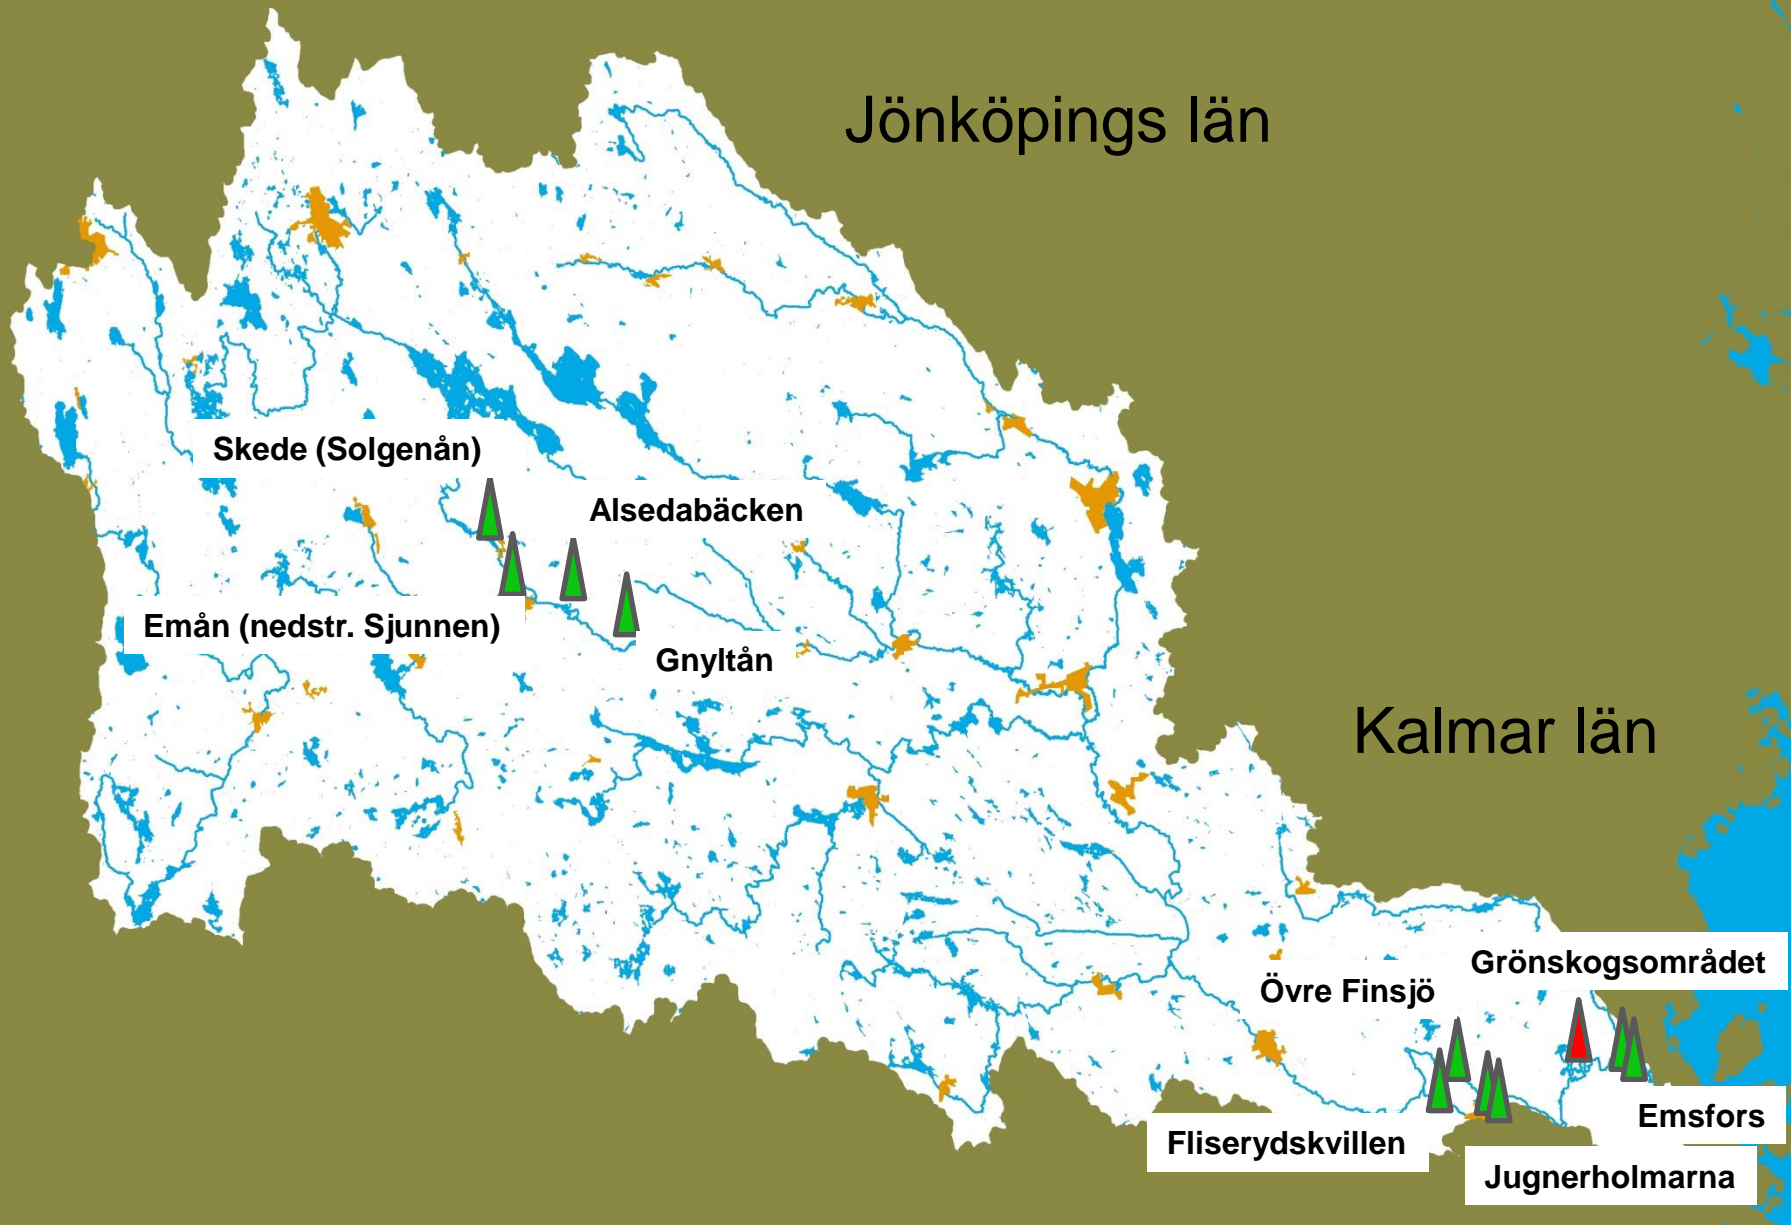 Jönköpings län
Skede (Solgenån)
Alsedabäcken
Emån (nedstr. Sjunnen)
Gnyltån
Kalmar län
Grönskogsområdet
Övre Finsjö
Emsfors
Fliserydskvillen
Jugnerholmarna